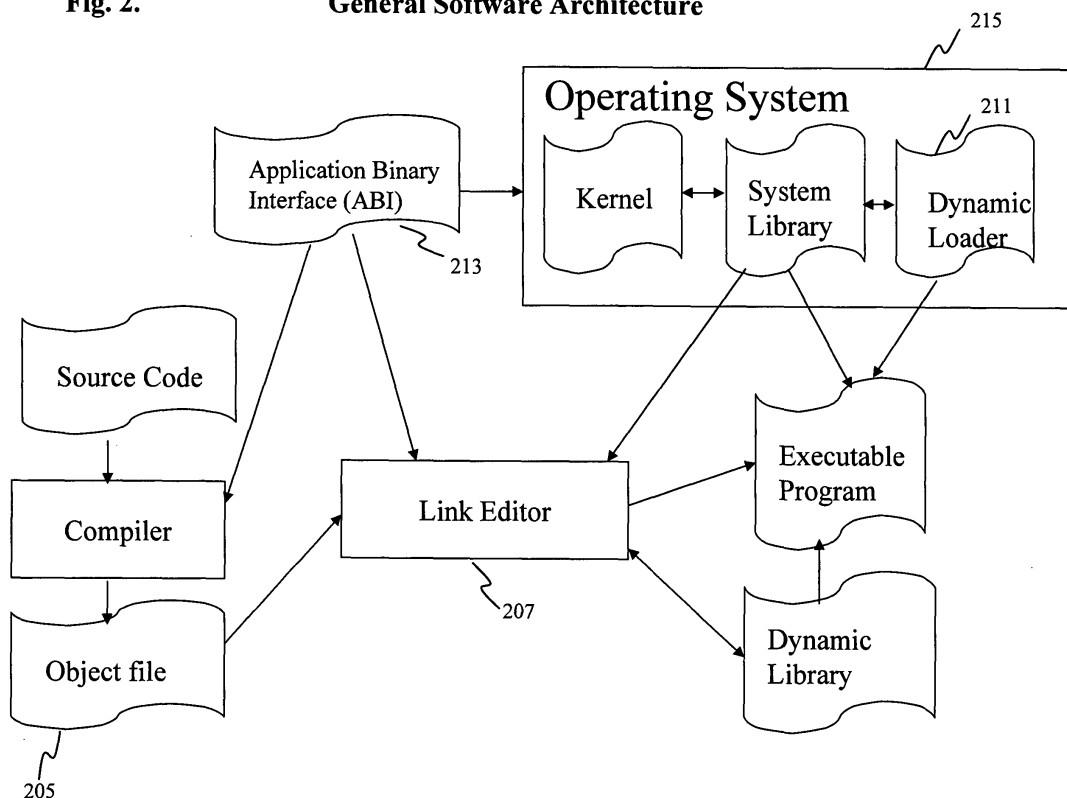 Fig. 2. General Software Architecture
215
Operating System
211
Application Binary
Interface (ABI)
Kernel
System
Library
Dynamic
Loader
213
Source Code
Executable
Program
Link Editor
Compiler
207
Dynamic
Library
Object file
205